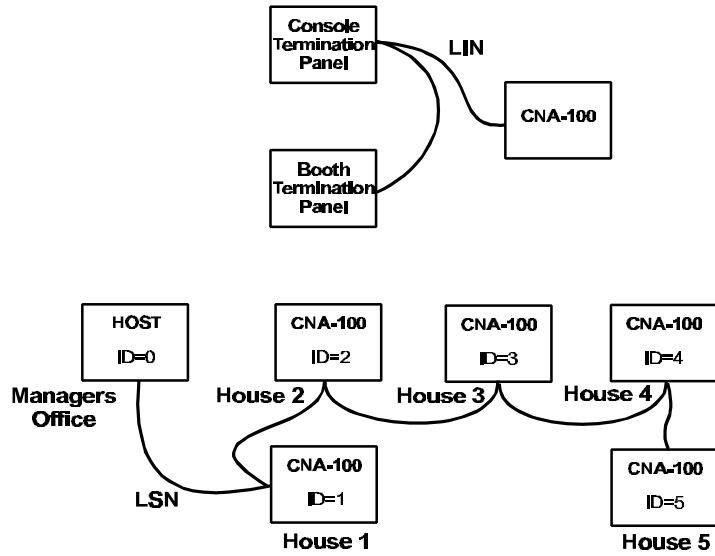 Console
Termination
Panel
LIN
CNA-100
Booth
Termination
Panel
HOST
ID=0
CNA-100
ID=2
CNA-100
ID=3
CNA-100
ID=4
Managers
Office
House 2
House 3
House 4
LSN
CNA-100
ID=1
CNA-100
ID=5
House 1
House 5